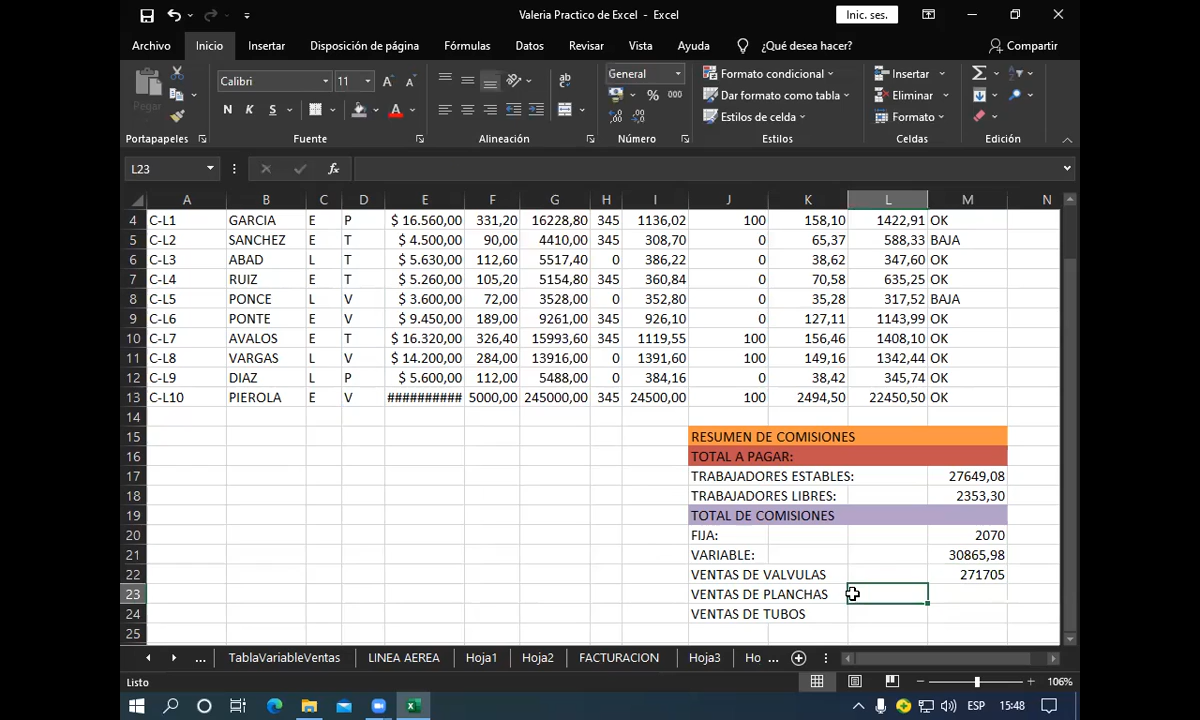 Valeria Practico de Excel - Excel
Inic. ses.
Archivo Inicio Insertar Disposición de página Fórmulas Datos Revisar Vista Ayuda ¿Qué desea hacer? Compartir
Pegar
Calibri 11
N K S
General
% 000
Formato condicional
Dar formato como tabla
Estilos de celda
Insertar
Eliminar
Formato
Portapapeles Fuente Alineación Número Estilos Celdas Edición
L23 fx
A B C D E F G H I J K L M N
4 C-L1 GARCIA E P $ 16.560,00 331,20 16228,80 345 1136,02 100 158,10 1422,91 OK
5 C-L2 SANCHEZ E T $ 4.500,00 90,00 4410,00 345 308,70 0 65,37 588,33 BAJA
6 C-L3 ABAD L T $ 5.630,00 112,60 5517,40 0 386,22 0 38,62 347,60 OK
7 C-L4 RUIZ E T $ 5.260,00 105,20 5154,80 345 360,84 0 70,58 635,25 OK
8 C-L5 PONCE L V $ 3.600,00 72,00 3528,00 0 352,80 0 35,28 317,52 BAJA
9 C-L6 PONTE E V $ 9.450,00 189,00 9261,00 345 926,10 0 127,11 1143,99 OK
10 C-L7 AVALOS E T $ 16.320,00 326,40 15993,60 345 1119,55 100 156,46 1408,10 OK
11 C-L8 VARGAS L V $ 14.200,00 284,00 13916,00 0 1391,60 100 149,16 1342,44 OK
12 C-L9 DIAZ L P $ 5.600,00 112,00 5488,00 0 384,16 0 38,42 345,74 OK
13 C-L10 PIEROLA E V ########## 5000,00 245000,00 345 24500,00 100 2494,50 22450,50 OK
14
15 RESUMEN DE COMISIONES
16 TOTAL A PAGAR:
17 TRABAJADORES ESTABLES: 27649,08
18 TRABAJADORES LIBRES: 2353,30
19 TOTAL DE COMISIONES
20 FIJA: 2070
21 VARIABLE: 30865,98
22 VENTAS DE VALVULAS 271705
23 VENTAS DE PLANCHAS
24 VENTAS DE TUBOS
25
... TablaVariableVentas LINEA AEREA Hoja1 Hoja2 FACTURACION Hoja3 Ho ...
Listo 106%
ESP 15:48